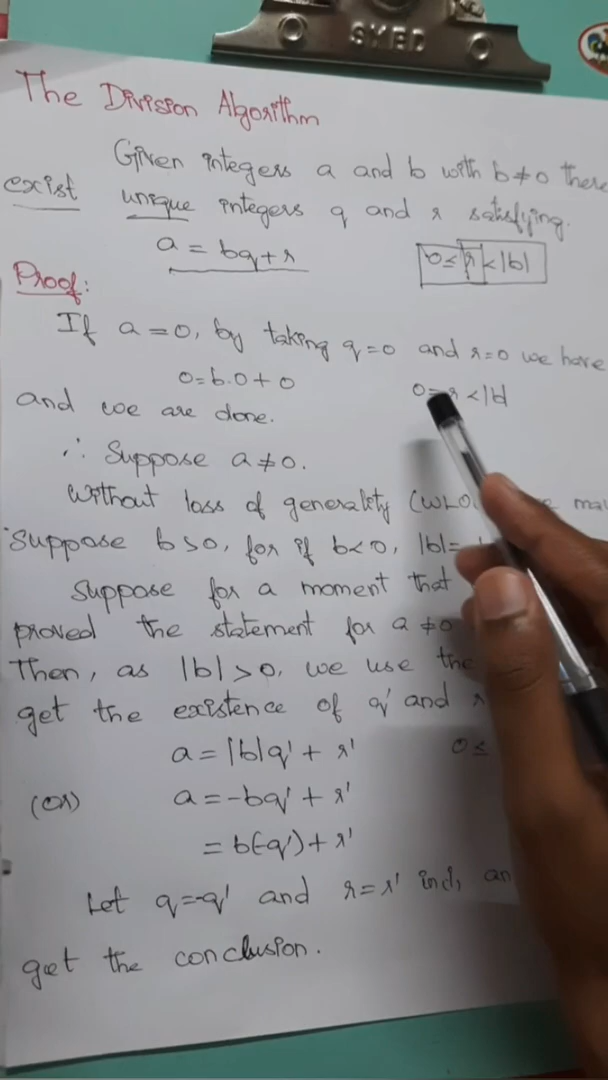 SMED
The Division Algorithm
Given integers a and b with b≠0 there
exist unique integers q and r satisfying.
a = bq+r 0≤r<|b|
Proof:
If a=0, by taking q=0 and r=0 we have
0=b.0+0 0=r<|b|
and we are done.
∴ Suppose a≠0.
Without loss of generality (WLO
Suppose b>0, for if b<0, |b|=
Suppose for a moment that
proved the statement for a≠0
Then, as |b|>0, we use the
get the existence of q' and r
a=|b|q'+r' 0≤
(or) a=-bq'+r'
=b(-q')+r'
Let q=-q' and r=r' in
get the conclusion.